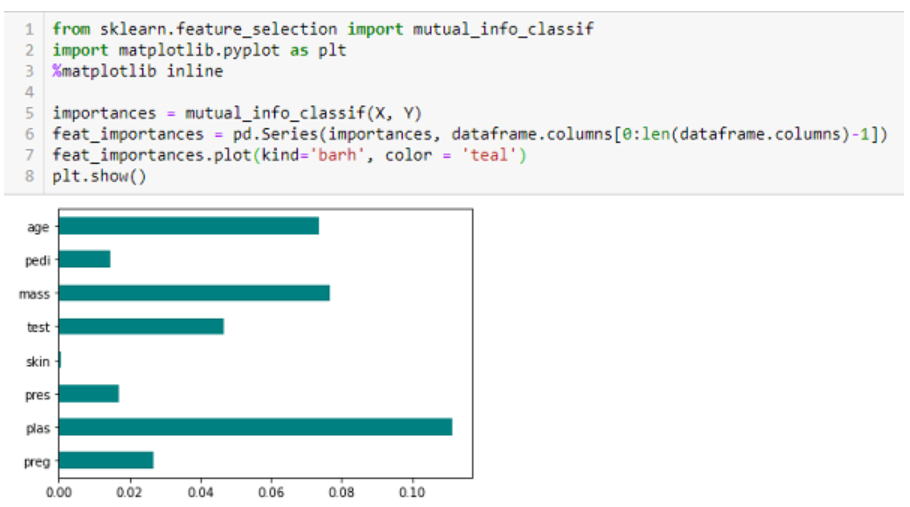 1 from sklearn.feature_selection import mutual_info_classif
2 import matplotlib.pyplot as plt
3 %matplotlib inline
4
5 importances = mutual_info_classif(X, Y)
6 feat_importances = pd.Series(importances, dataframe.columns[0:len(dataframe.columns)-1])
7 feat_importances.plot(kind='barh', color = 'teal')
8 plt.show()
age
pedi
mass
test
skin
pres
plas
preg
0.00 0.02 0.04 0.06 0.08 0.10